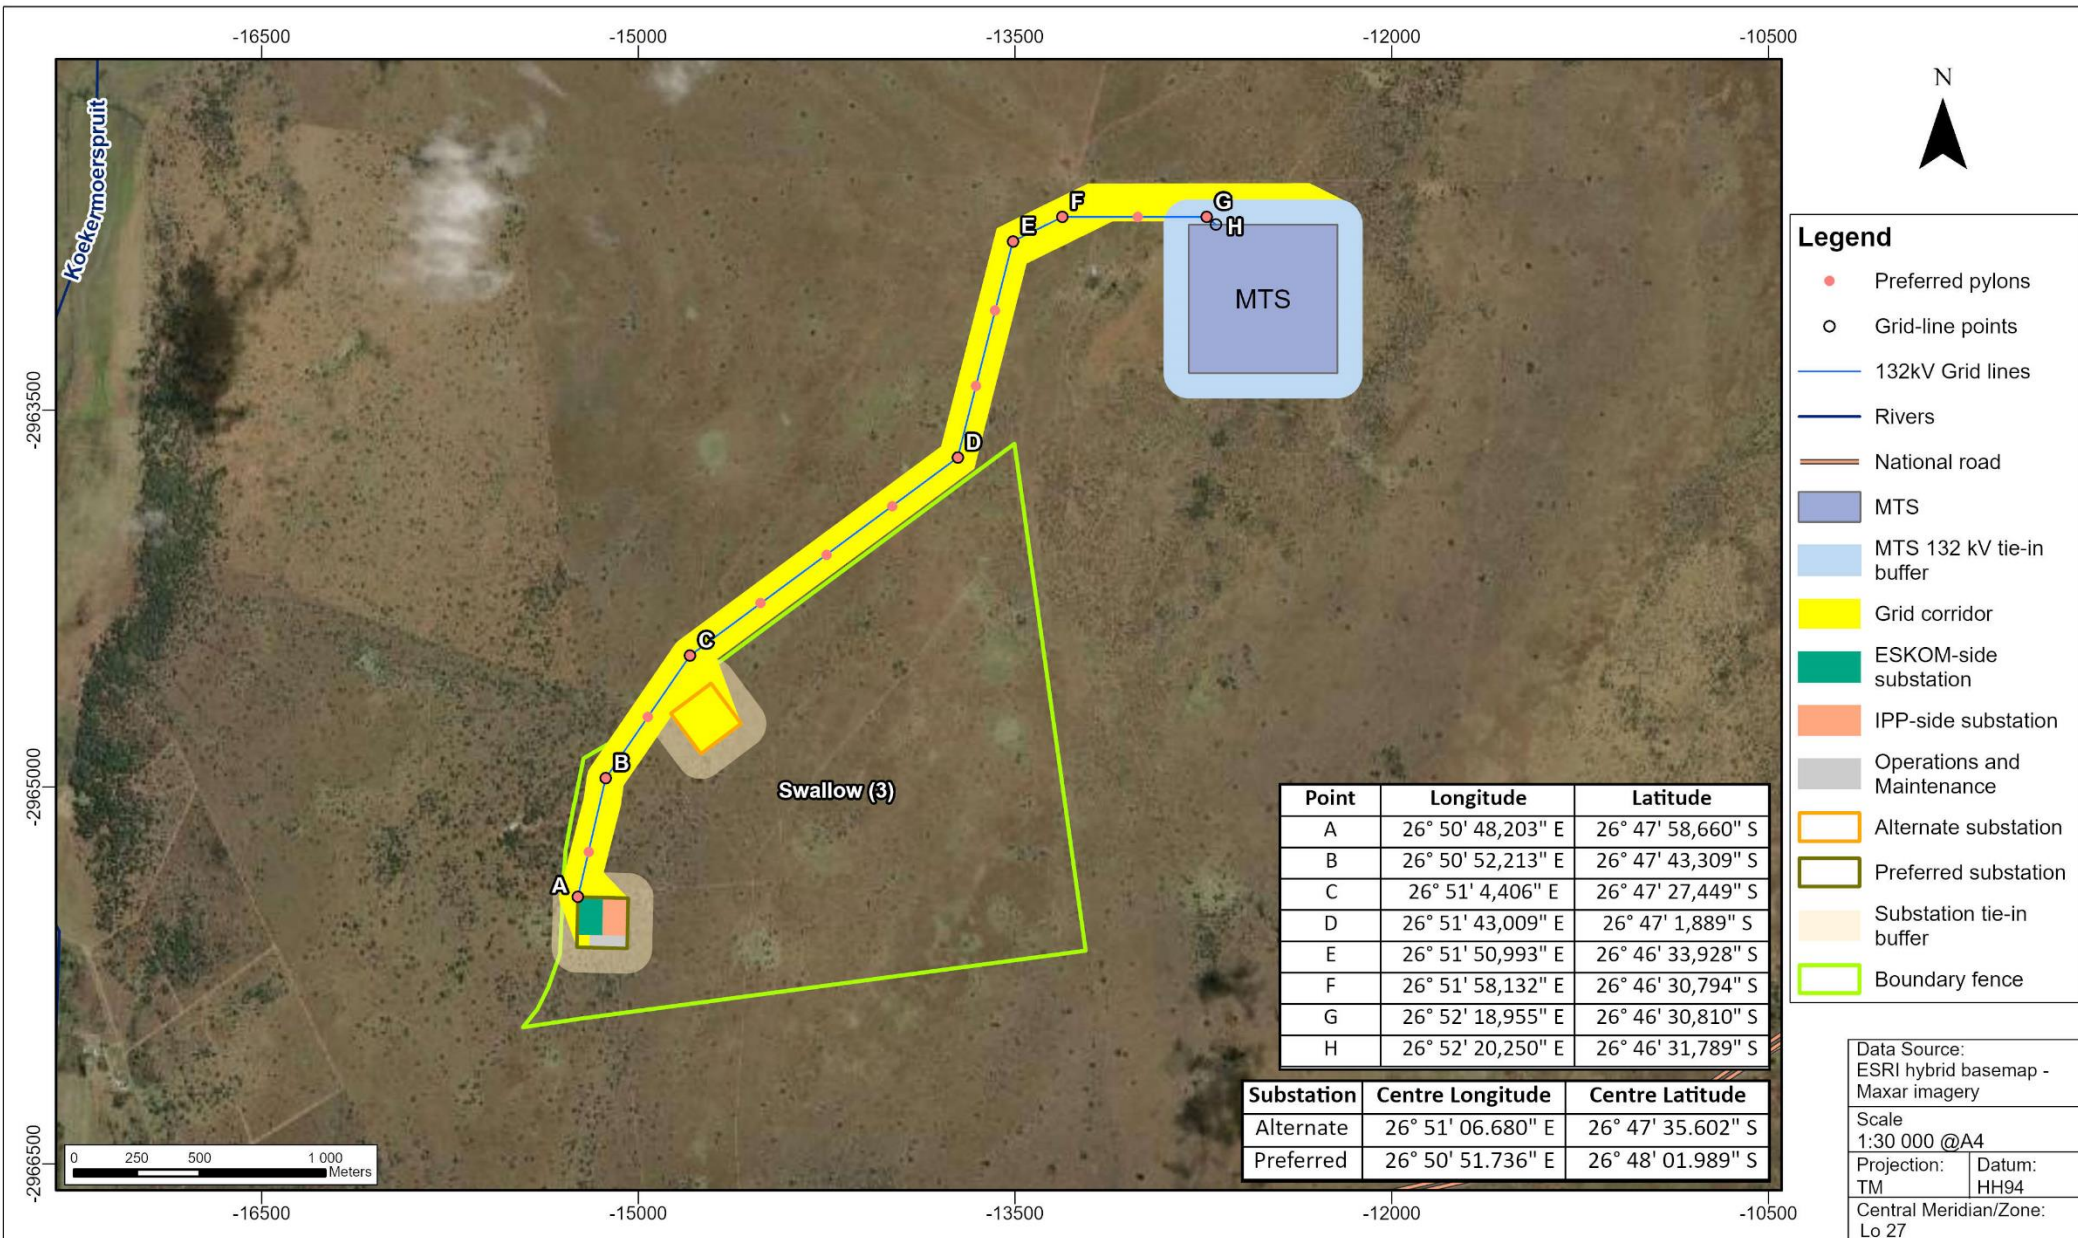 -16500 -15000 -13500 -12000 -10500
N
Koekermoerspruit
F
G
E
H
MTS
-2963500
D
C
B
-2965000
Swallow (3)
A
-2966500
Point Longitude Latitude
A 26° 50' 48,203" E 26° 47' 58,660" S
B 26° 50' 52,213" E 26° 47' 43,309" S
C 26° 51' 4,406" E 26° 47' 27,449" S
D 26° 51' 43,009" E 26° 47' 1,889" S
E 26° 51' 50,993" E 26° 46' 33,928" S
F 26° 51' 58,132" E 26° 46' 30,794" S
G 26° 52' 18,955" E 26° 46' 30,810" S
H 26° 52' 20,250" E 26° 46' 31,789" S
Substation Centre Longitude Centre Latitude
Alternate 26° 51' 06.680" E 26° 47' 35.602" S
Preferred 26° 50' 51.736" E 26° 48' 01.989" S
0 250 500 1 000
Meters
-16500 -15000 -13500 -12000 -10500
Legend
Preferred pylons
Grid-line points
132kV Grid lines
Rivers
National road
MTS
MTS 132 kV tie-in
buffer
Grid corridor
ESKOM-side
substation
IPP-side substation
Operations and
Maintenance
Alternate substation
Preferred substation
Substation tie-in
buffer
Boundary fence
Data Source:
ESRI hybrid basemap -
Maxar imagery
Scale
1:30 000 @A4
Projection: Datum:
TM HH94
Central Meridian/Zone:
Lo 27